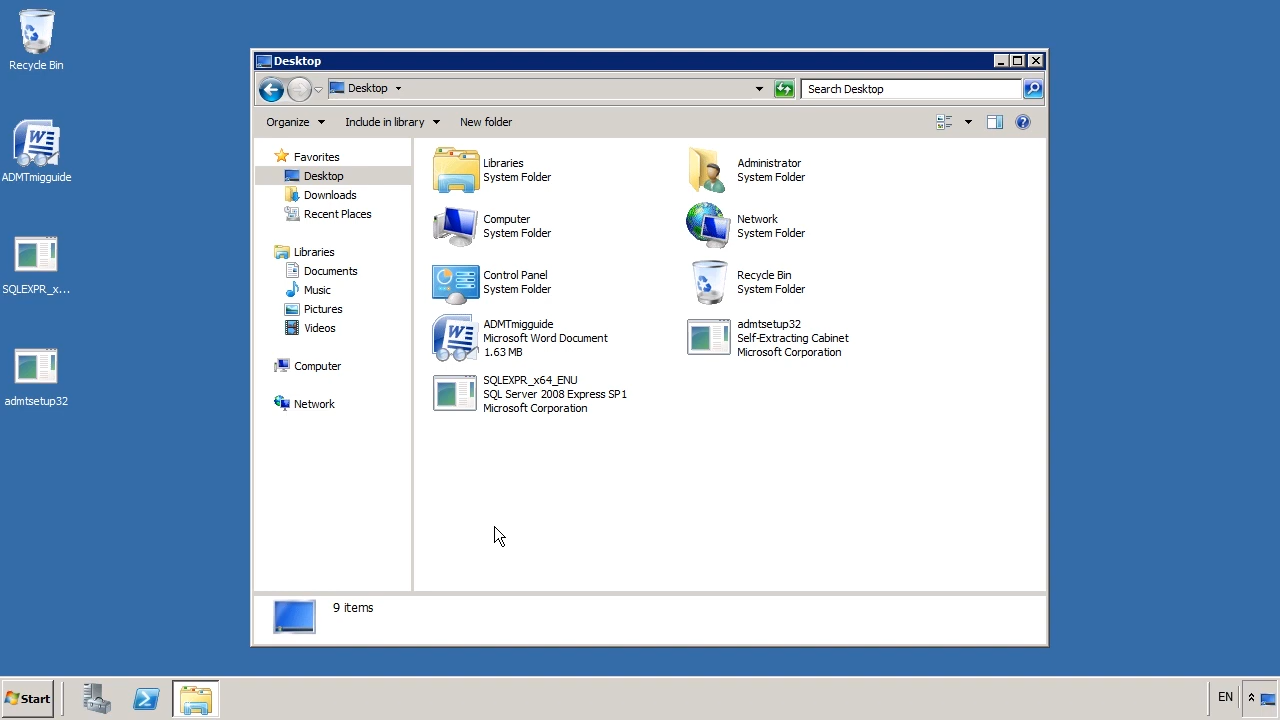 Recycle Bin
ADMTmigguide
SQLEXPR_x...
admtsetup32
Desktop
Desktop
Search Desktop
Organize
Include in library
New folder
Favorites
Desktop
Downloads
Recent Places
Libraries
Documents
Music
Pictures
Videos
Computer
Network
Libraries
System Folder
Administrator
System Folder
Computer
System Folder
Network
System Folder
Control Panel
System Folder
Recycle Bin
System Folder
ADMTmigguide
Microsoft Word Document
1.63 MB
admtsetup32
Self-Extracting Cabinet
Microsoft Corporation
SQLEXPR_x64_ENU
SQL Server 2008 Express SP1
Microsoft Corporation
9 items
Start
EN